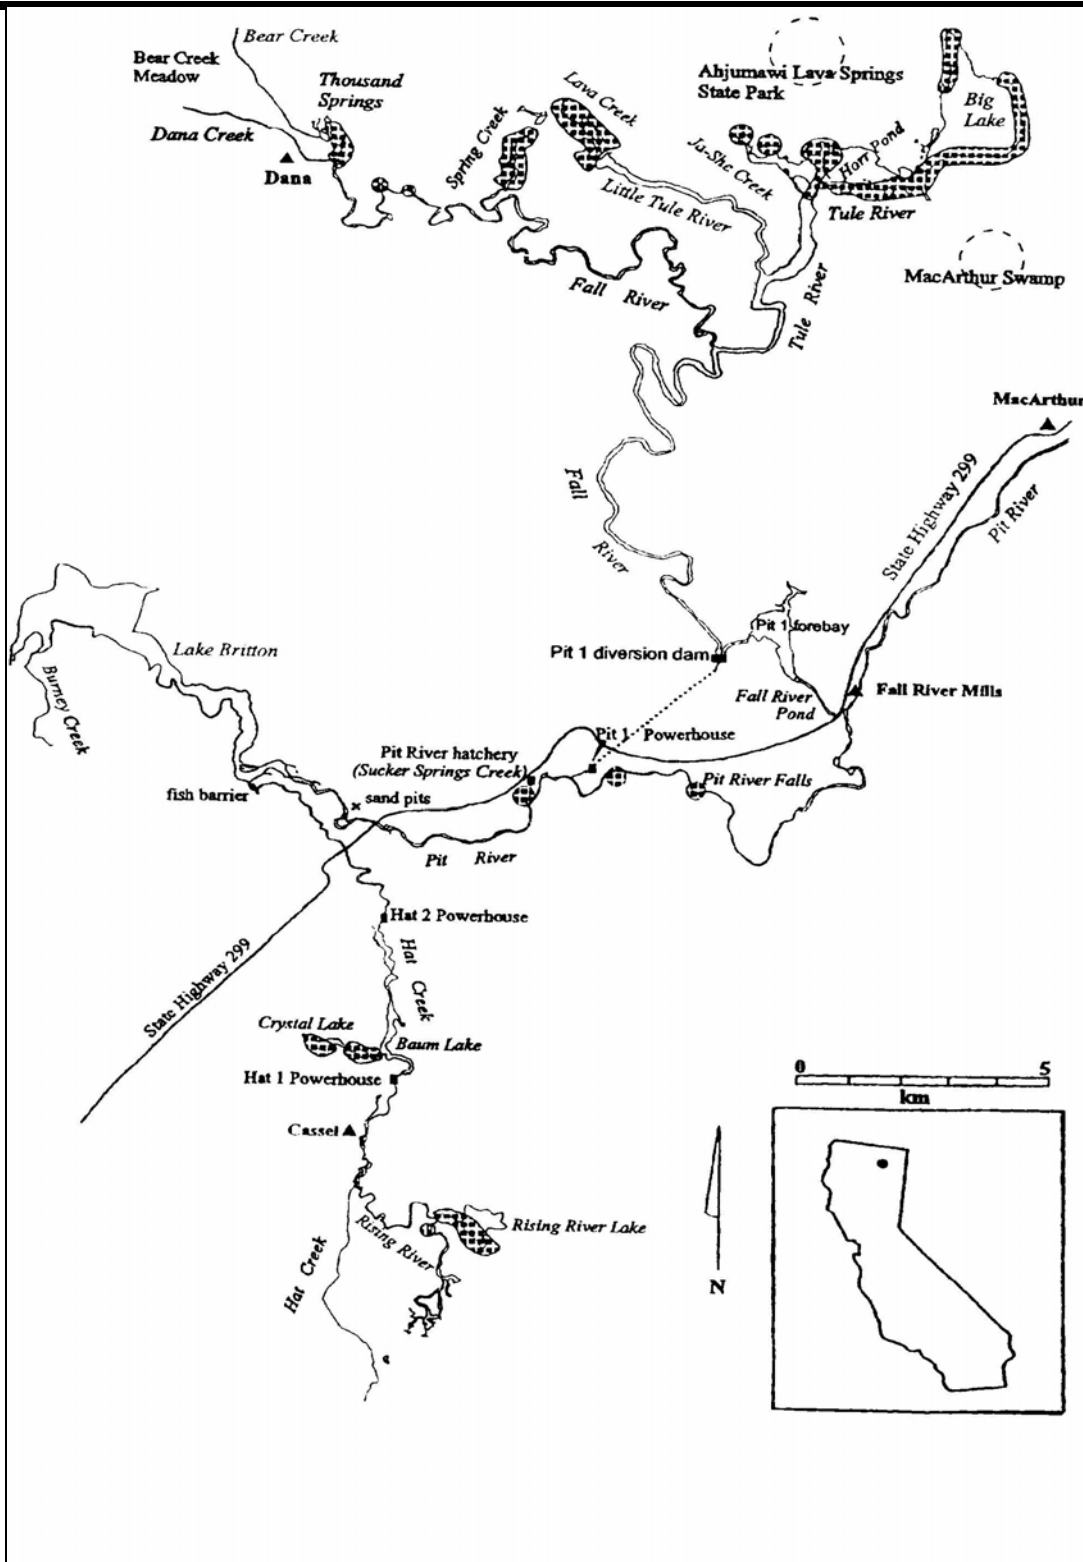 Bear Creek
Bear Creek
Meadow
Thousand
Springs
Dana Creek
Dana
Spring Creek
Lava Creek
Little Tule River
Ahjumawi Lava Springs
State Park
Ja-She Creek
Horr Pond
Big
Lake
Tule River
MacArthur Swamp
Fall River
Tule River
MacArthur
State Highway 299
Pit River
Fall
River
Lake Britton
Burney Creek
Pit 1 forebay
Pit 1 diversion dam
Fall River
Pond
Fall River Mills
Pit 1 Powerhouse
Pit River hatchery
(Sucker Springs Creek)
Pit River Falls
fish barrier
sand pits
Pit River
Hat 2 Powerhouse
Hat Creek
State Highway 299
Crystal Lake
Baum Lake
Hat 1 Powerhouse
Cassel
0 5
km
Rising River Lake
Rising River
Hat Creek
N